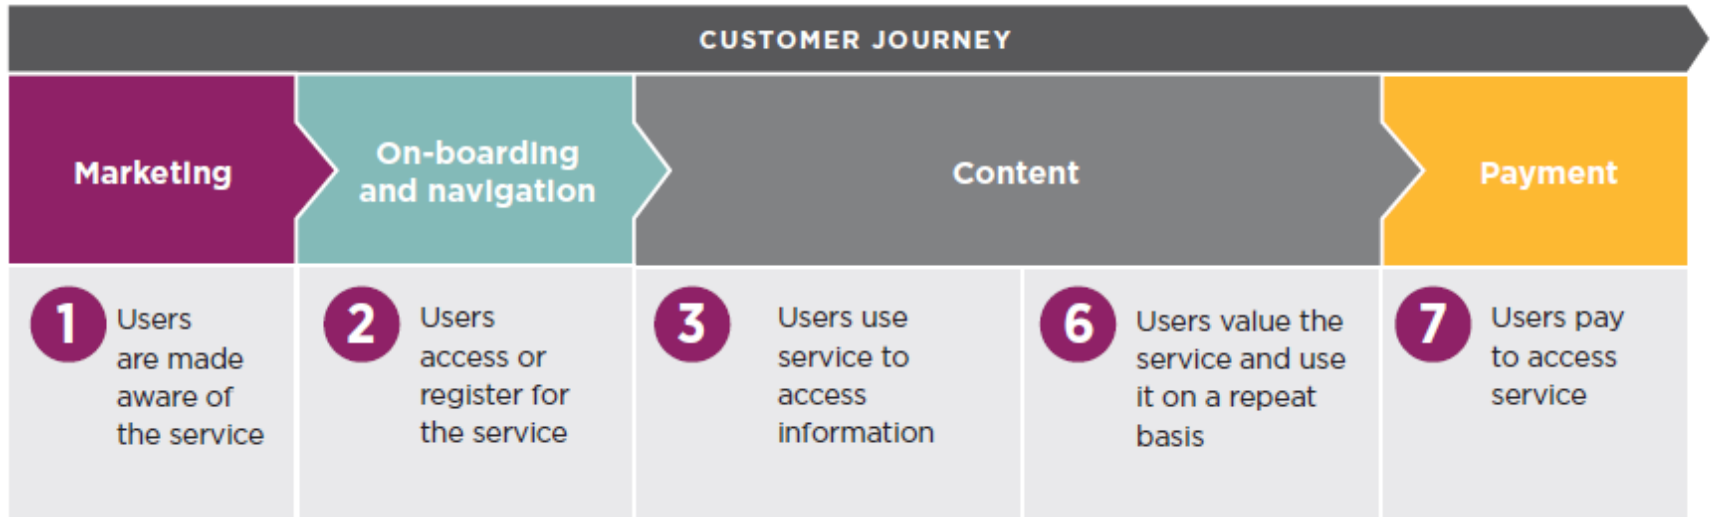 CUSTOMER JOURNEY
Marketing
On-boarding
and navigation
Content
Payment
1
Users
are made
aware of
the service
2
Users
access or
register for
the service
3
Users use
service to
access
information
6
Users value the
service and use
it on a repeat
basis
7
Users pay
to access
service